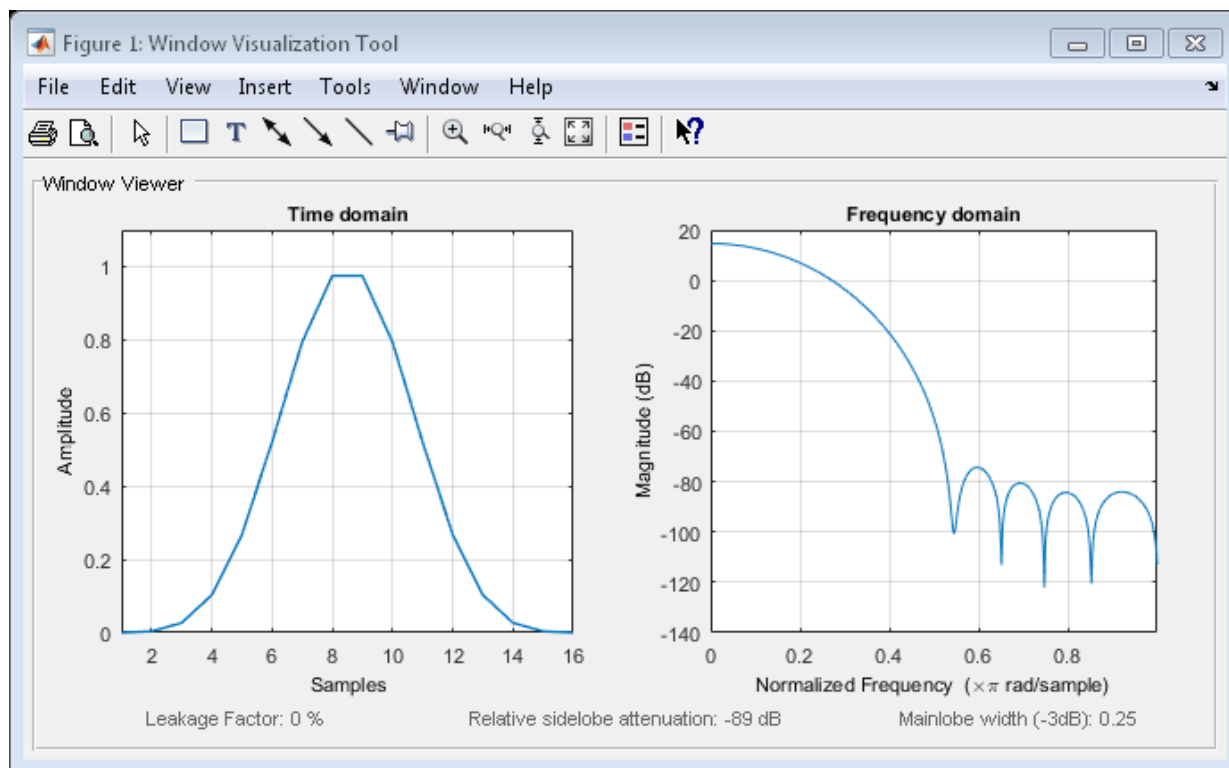 Figure 1: Window Visualization Tool
File Edit View Insert Tools Window Help
T
?
Window Viewer
Time domain
Amplitude
1
0.8
0.6
0.4
0.2
0
2 4 6 8 10 12 14 16
Samples
Frequency domain
Magnitude (dB)
20
0
-20
-40
-60
-80
-100
-120
-140
0 0.2 0.4 0.6 0.8
Normalized Frequency (×π rad/sample)
Leakage Factor: 0 % Relative sidelobe attenuation: -89 dB Mainlobe width (-3dB): 0.25